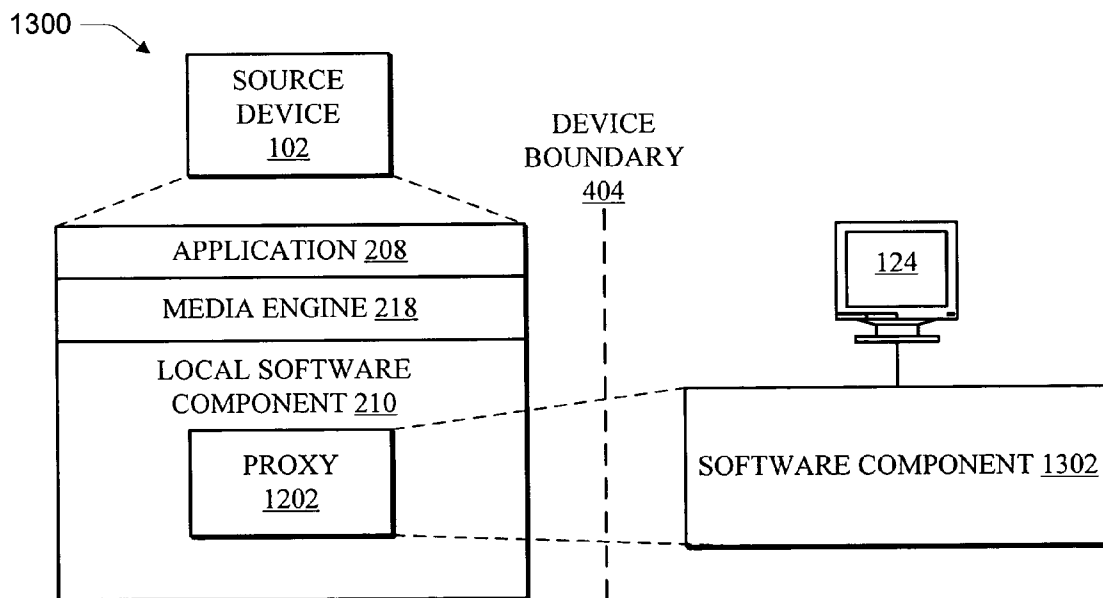 1300
SOURCE
DEVICE
102
DEVICE
BOUNDARY
404
APPLICATION 208
124
MEDIA ENGINE 218
LOCAL SOFTWARE
COMPONENT 210
PROXY
1202
SOFTWARE COMPONENT 1302